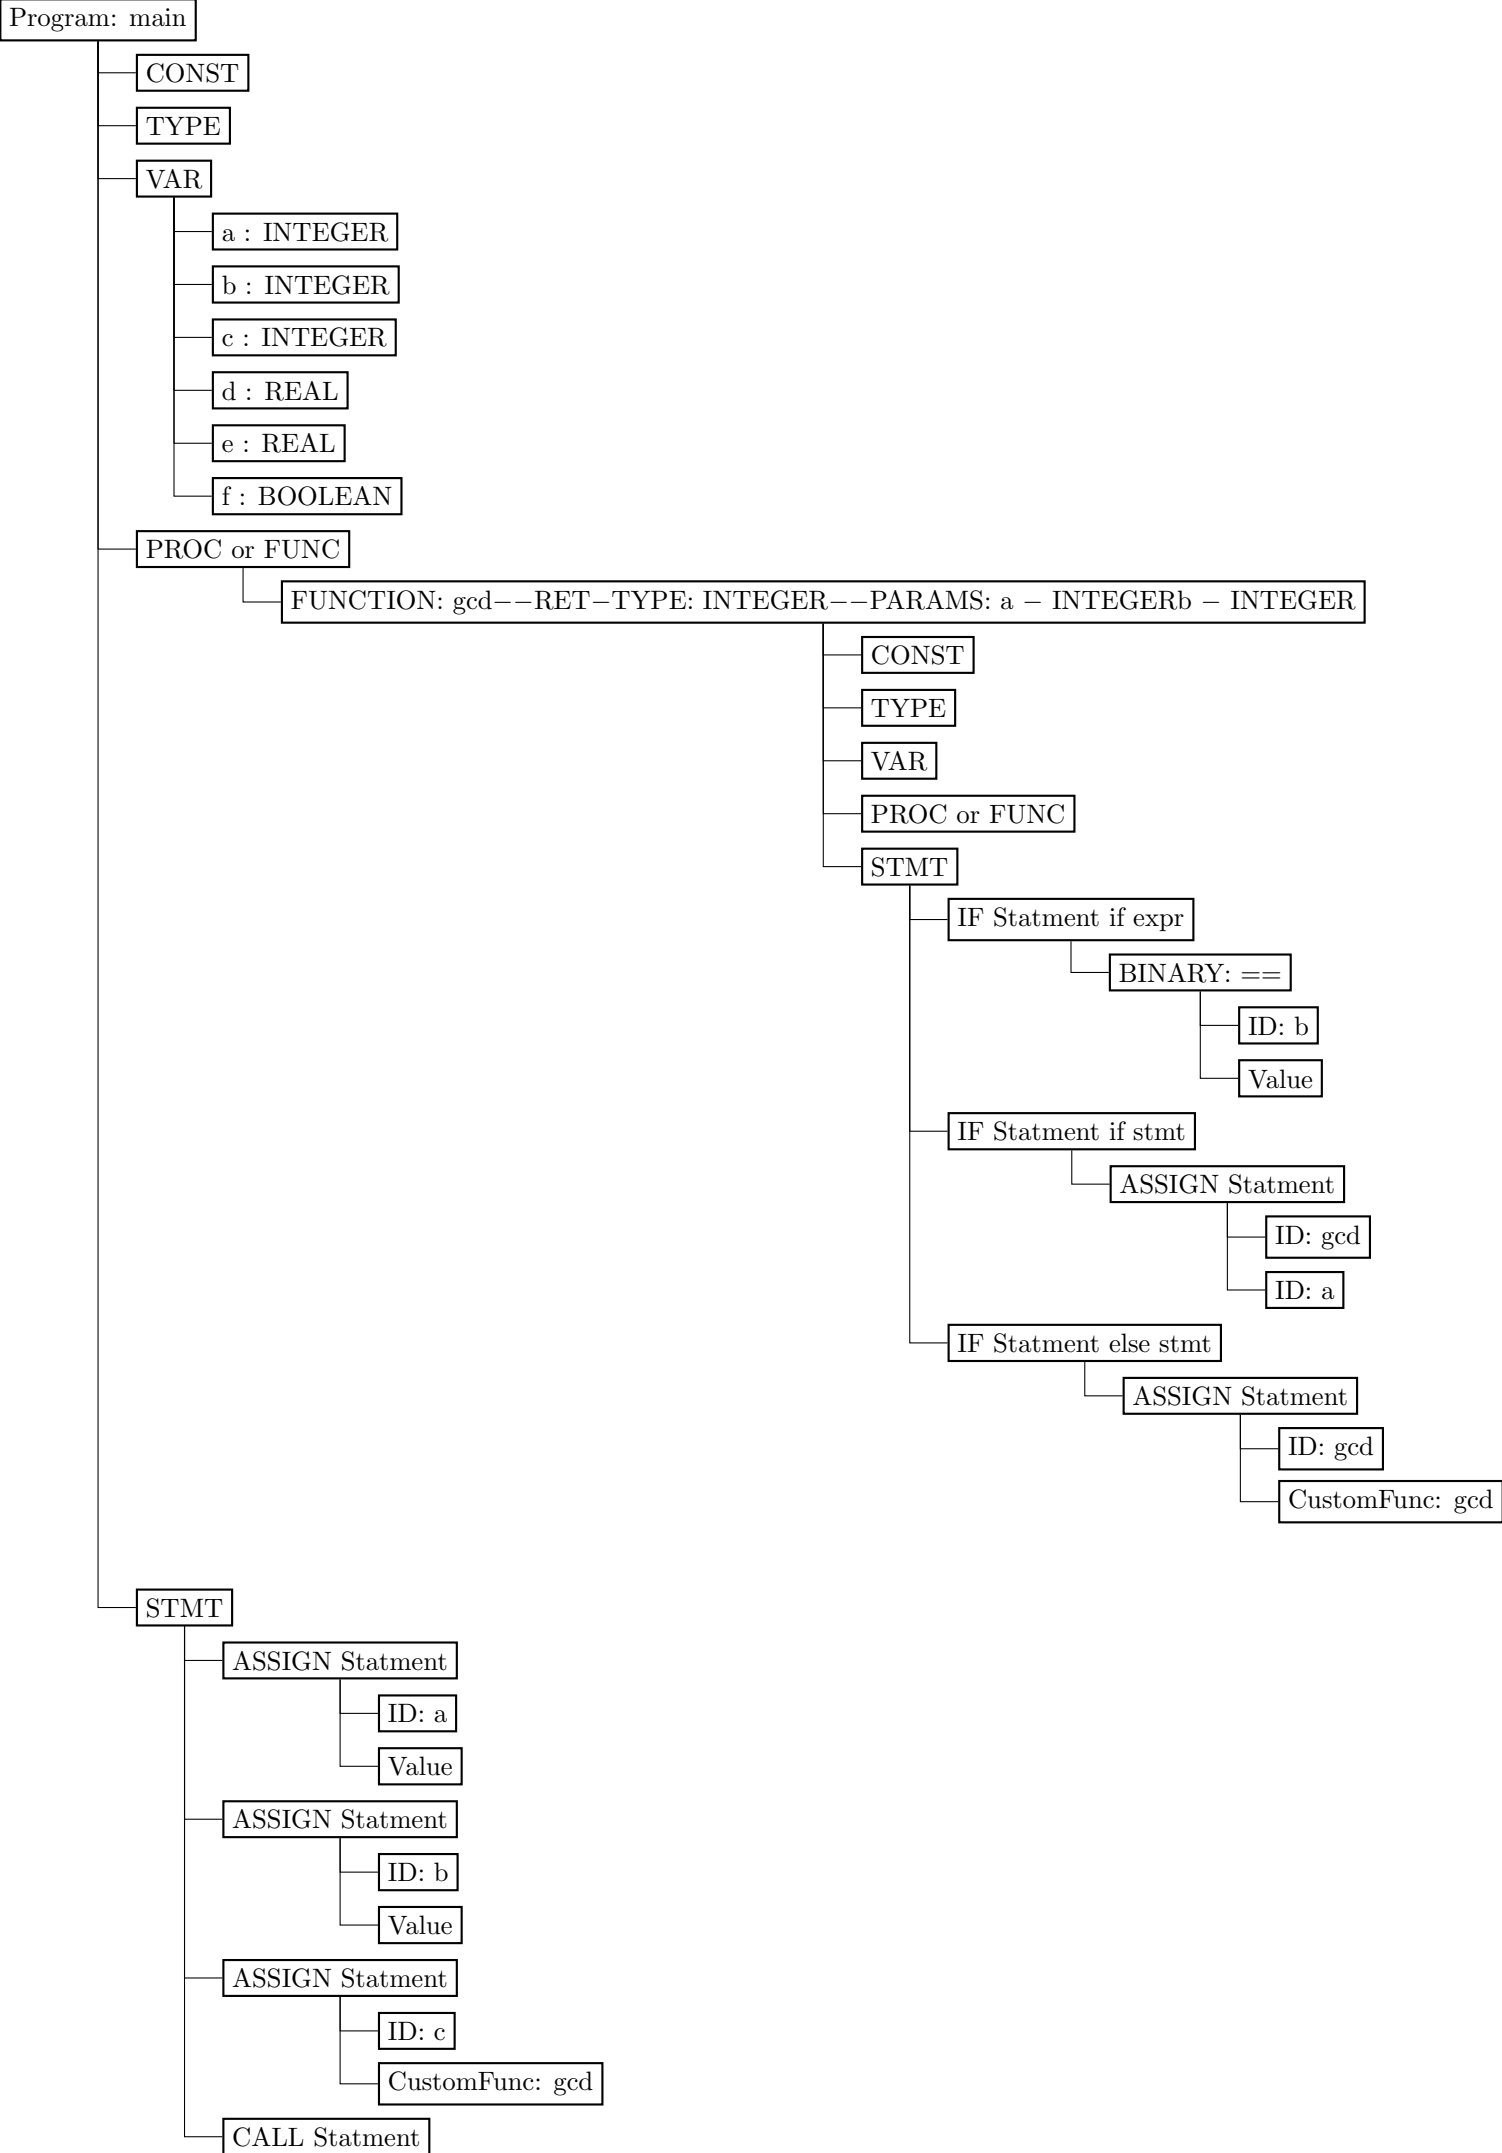 Program: main
CONST
TYPE
VAR
a : INTEGER
b : INTEGER
c : INTEGER
d : REAL
e : REAL
f : BOOLEAN
PROC or FUNC
FUNCTION: gcd−−RET−TYPE: INTEGER−−PARAMS: a − INTEGERb − INTEGER
CONST
TYPE
VAR
PROC or FUNC
STMT
IF Statment if expr
BINARY: ==
ID: b
Value
IF Statment if stmt
ASSIGN Statment
ID: gcd
ID: a
IF Statment else stmt
ASSIGN Statment
ID: gcd
CustomFunc: gcd
STMT
ASSIGN Statment
ID: a
Value
ASSIGN Statment
ID: b
Value
ASSIGN Statment
ID: c
CustomFunc: gcd
CALL Statment